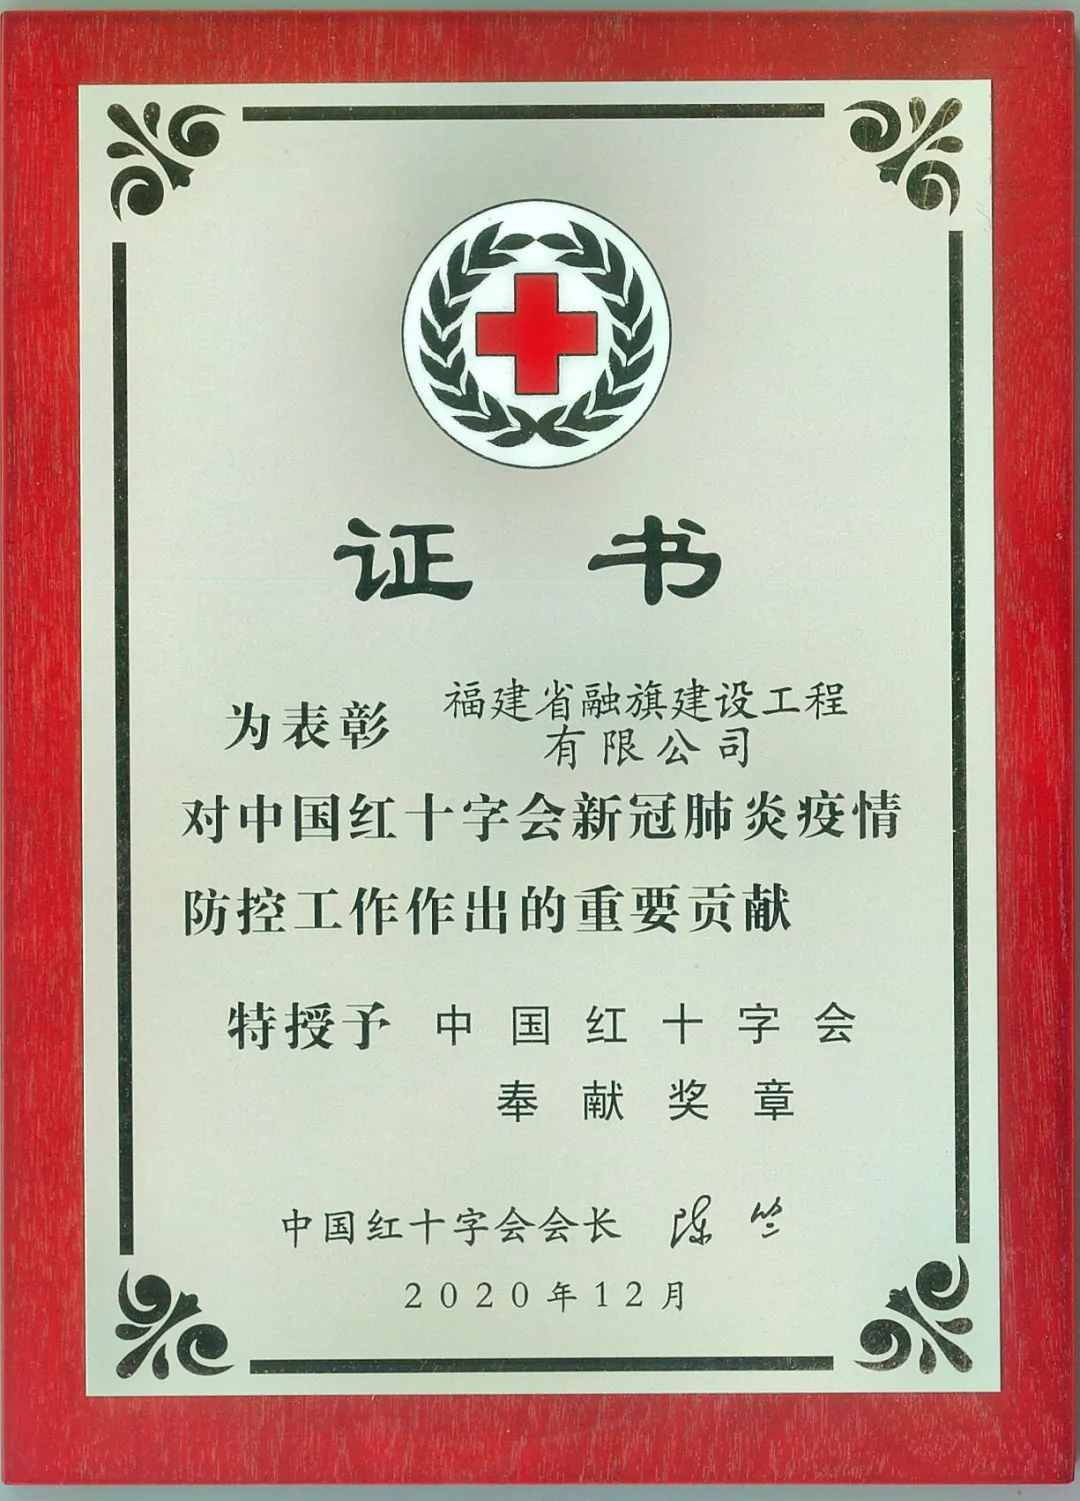 证书
为表彰 福建省融旗建设工程
有限公司
对中国红十字会新冠肺炎疫情
防控工作作出的重要贡献
特授予 中国红十字会
奉献奖章
中国红十字会会长 陈竺
2020年12月